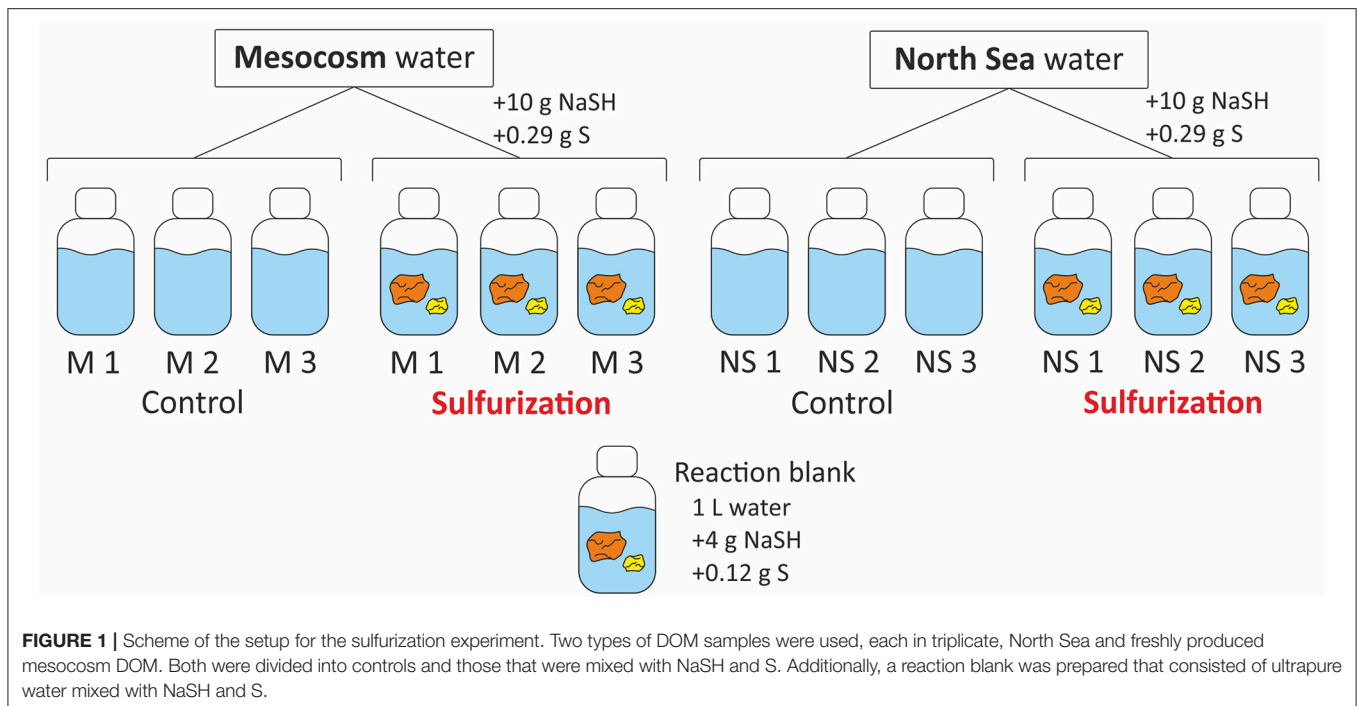 Mesocosm water
+10 g NaSH
+0.29 g S
M 1 M 2 M 3
Control
M 1 M 2 M 3
Sulfurization
North Sea water
+10 g NaSH
+0.29 g S
NS 1 NS 2 NS 3
Control
NS 1 NS 2 NS 3
Sulfurization
Reaction blank
1 L water
+4 g NaSH
+0.12 g S
FIGURE 1 | Scheme of the setup for the sulfurization experiment. Two types of DOM samples were used, each in triplicate, North Sea and freshly produced
mesocosm DOM. Both were divided into controls and those that were mixed with NaSH and S. Additionally, a reaction blank was prepared that consisted of ultrapure
water mixed with NaSH and S.